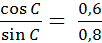 cos C / sin C = 0,6 / 0,8